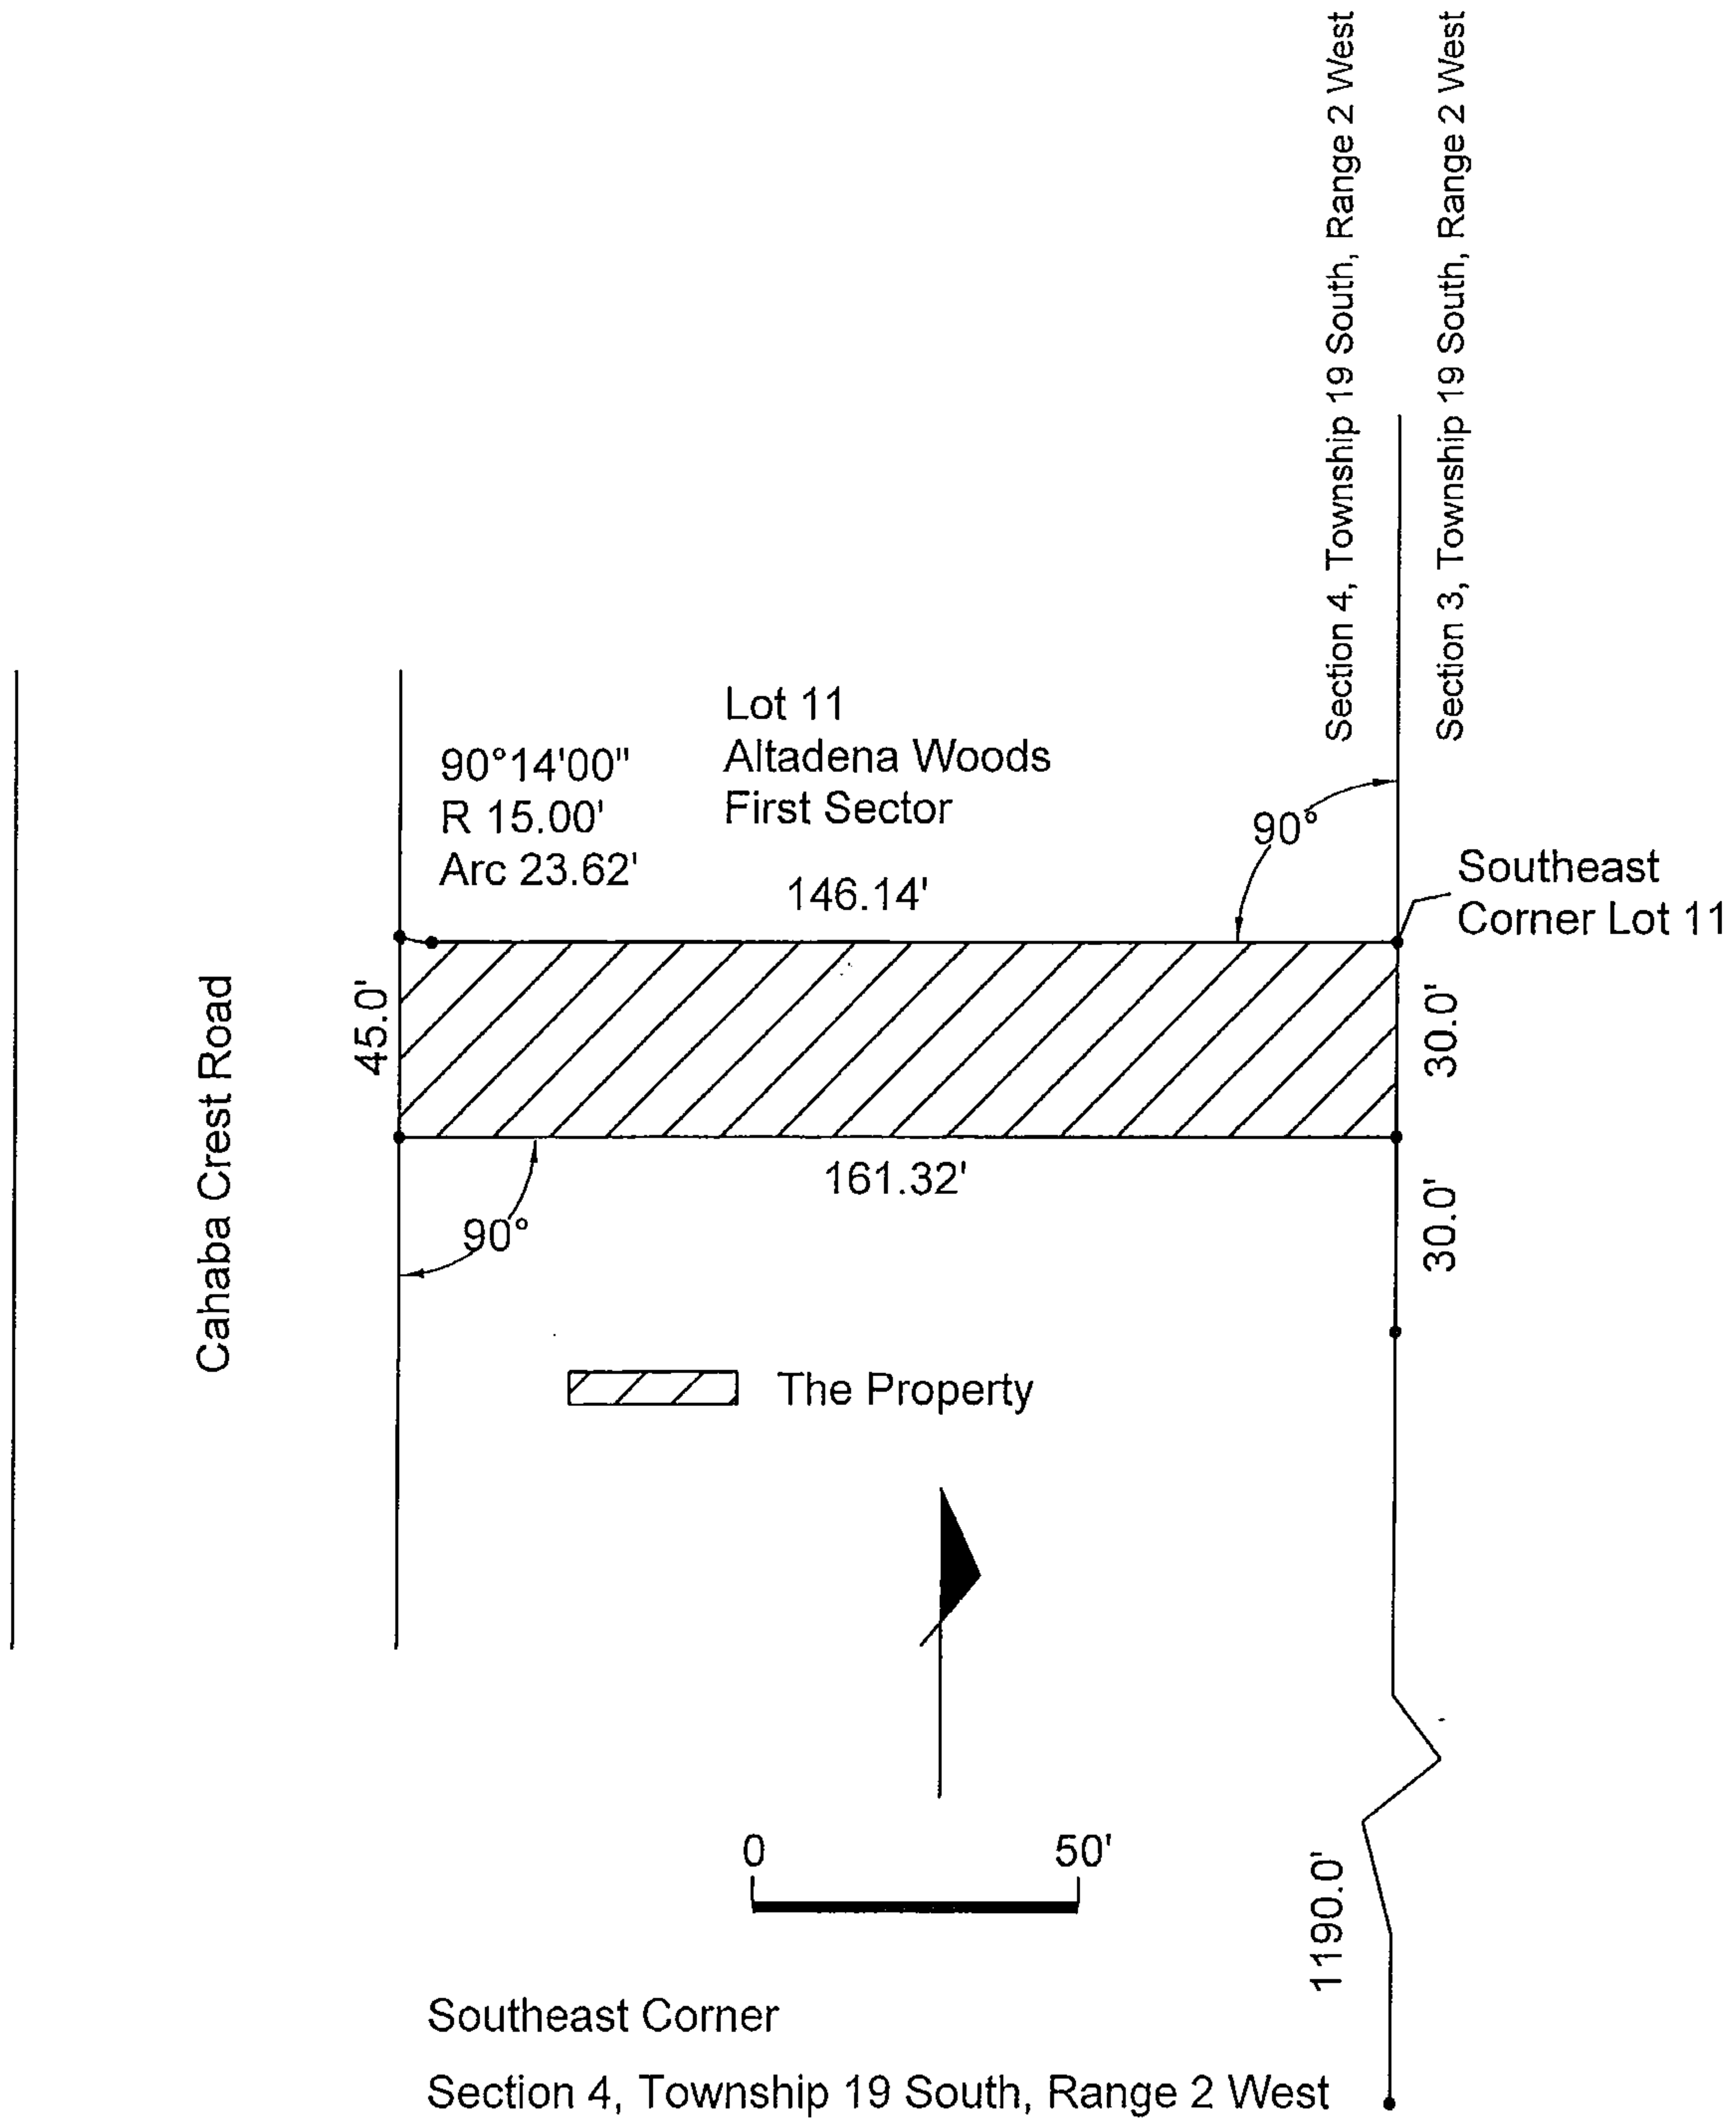 Section 4, Township 19 South, Range 2 West
Section 3, Township 19 South, Range 2 West
Lot 11
Altadena Woods
First Sector
90°14'00"
R 15.00'
Arc 23.62'
146.14'
90°
Southeast
Corner Lot 11
Cahaba Crest Road
45.0'
30.0'
161.32'
30.0'
90°
The Property
0 50'
1190.0'
Southeast Corner
Section 4, Township 19 South, Range 2 West